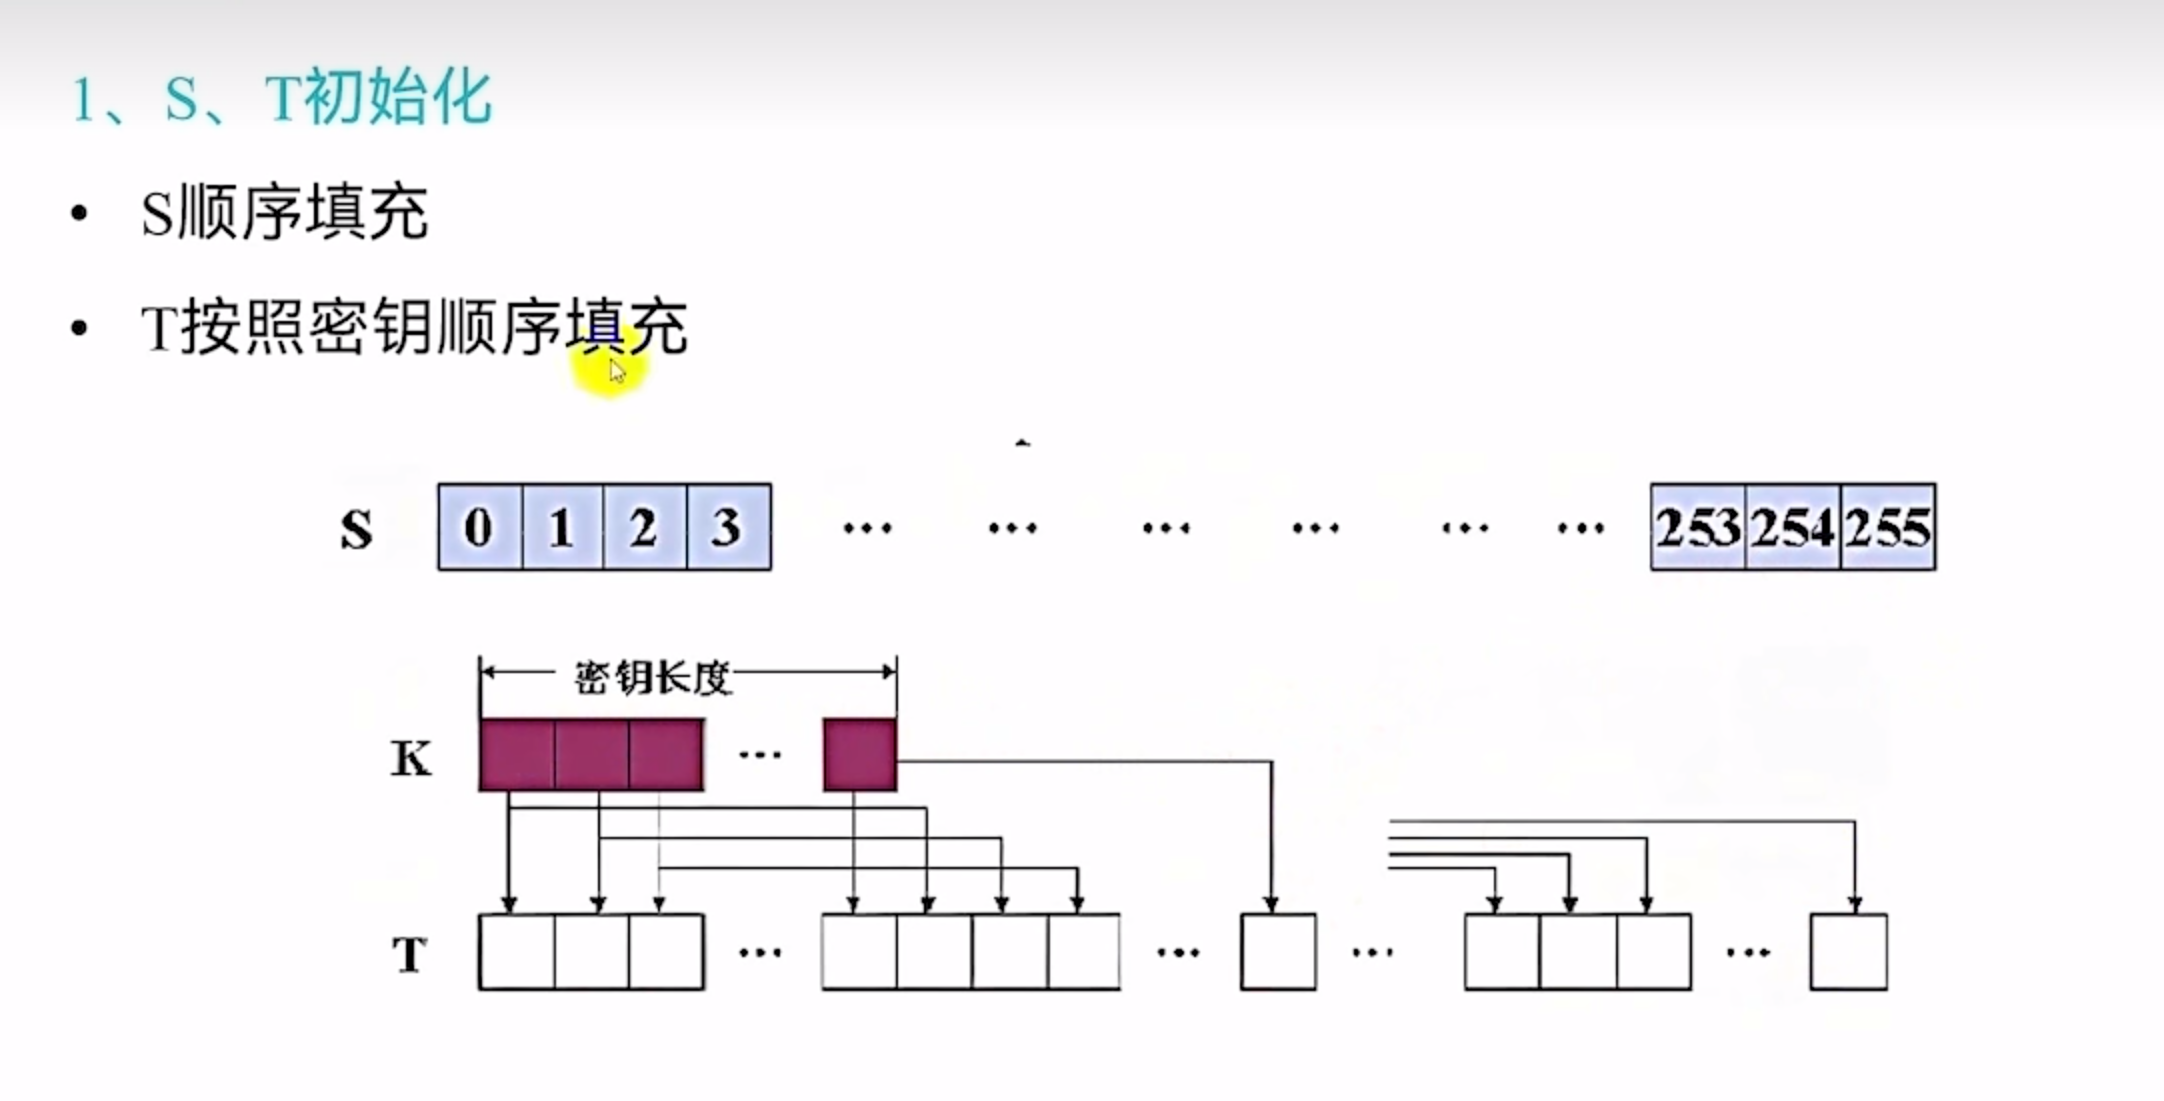 1、S、T初始化
• S顺序填充
• T按照密钥顺序填充
S 0 1 2 3 … … … … … … 253 254 255
密钥长度
K …
T … … … …